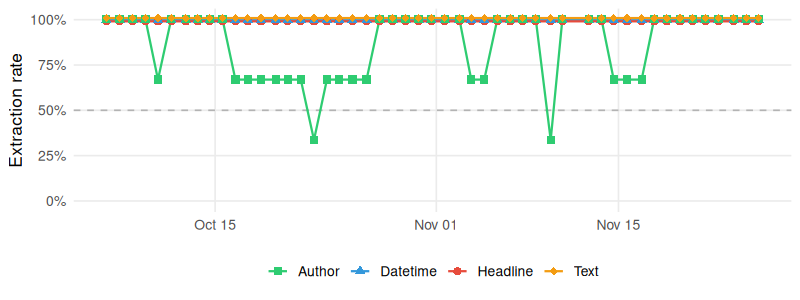 Extraction rate
100%
75%
50%
25%
0%
Oct 15 Nov 01 Nov 15
Author Datetime Headline Text